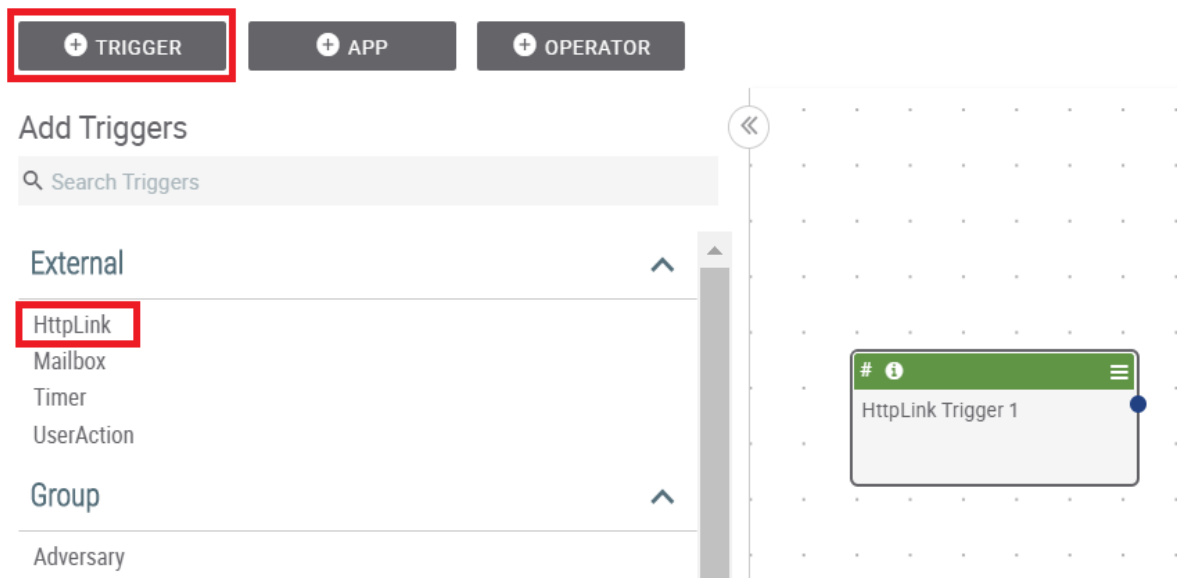 TRIGGER
APP
OPERATOR
Add Triggers
Search Triggers
External
HttpLink
Mailbox
Timer
UserAction
Group
Adversary
#
HttpLink Trigger 1